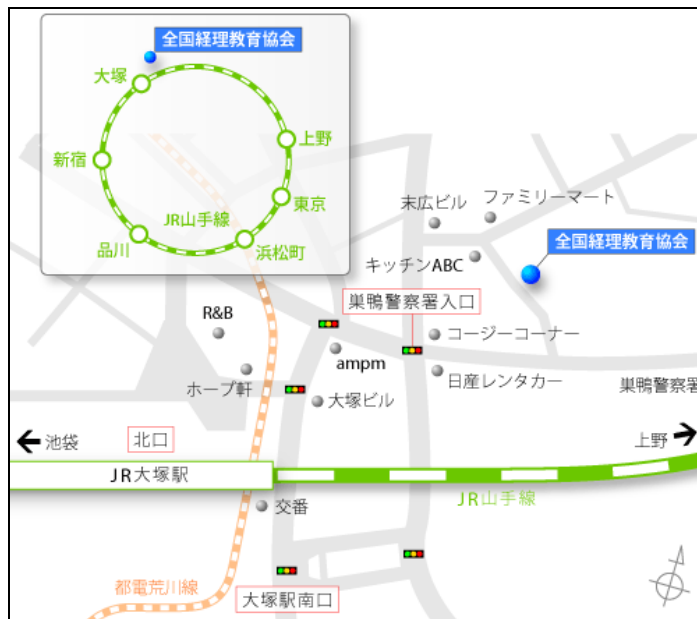 全国経理教育協会
大塚
上野
新宿
東京
JR山手線
品川
浜松町
末広ビル
ファミリーマート
全国経理教育協会
キッチンABC
巣鴨警察署入口
R&B
コージーコーナー
ampm
日産レンタカー
ホープ軒
巣鴨警察署
大塚ビル
池袋
北口
上野
JR大塚駅
JR山手線
交番
都電荒川線
大塚駅南口